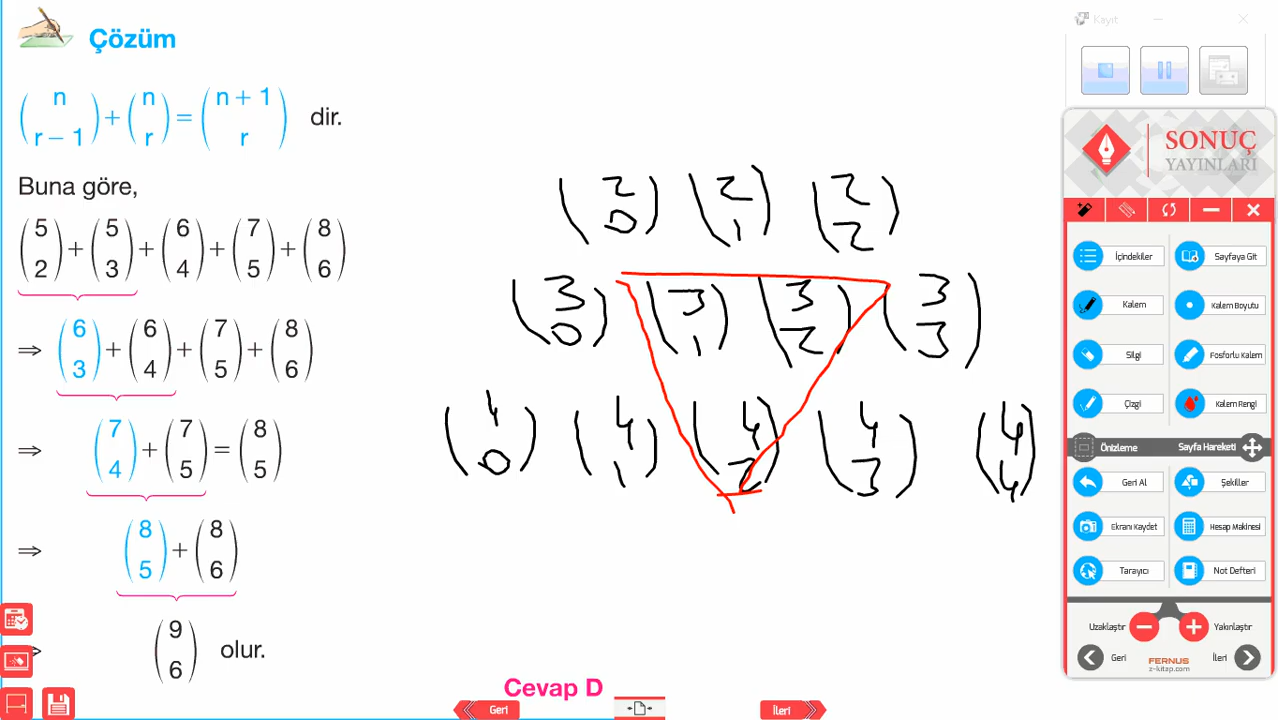 Çözüm
(n r − 1) + (n r) = (n + 1 r) dir.
Buna göre,
(5 2) + (5 3) + (6 4) + (7 5) + (8 6)
⇒ (6 3) + (6 4) + (7 5) + (8 6)
⇒ (7 4) + (7 5) = (8 5)
⇒ (8 5) + (8 6)
(9 6) olur.
Cevap D
(2 0) (2 1) (2 2)
(3 0) (3 1) (3 2) (3 3)
(4 0) (4 1) (4 2) (4 3) (4 4)
Geri
İleri
Kayıt
SONUÇ
YAYINLARI
İçindekiler
Sayfaya Git
Kalem
Kalem Boyutu
Silgi
Fosforlu Kalem
Çizgi
Kalem Rengi
Önizleme
Sayfa Hareketi
Geri Al
Şekiller
Ekranı Kaydet
Hesap Makinesi
Tarayıcı
Not Defteri
Uzaklaştır
Yakınlaştır
Geri
FERNUS
z-kitap.com
İleri